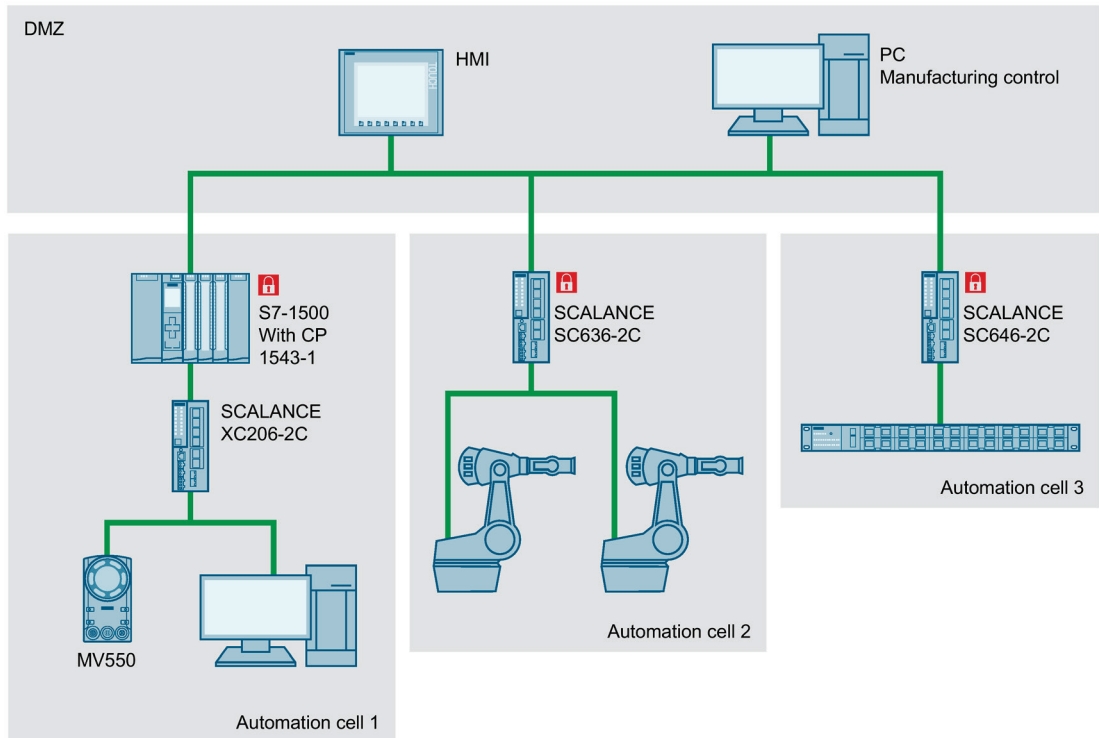 DMZ
HMI
TOUCH
PC
Manufacturing control
S7-1500
With CP
1543-1
SCALANCE
XC206-2C
MV550
Automation cell 1
SCALANCE
SC636-2C
Automation cell 2
SCALANCE
SC646-2C
Automation cell 3